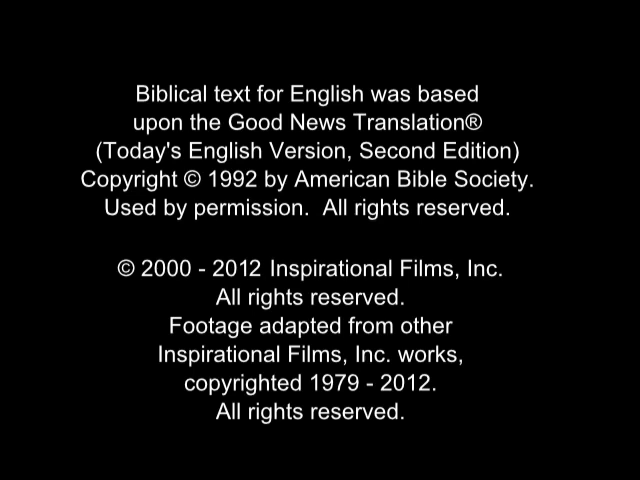 Biblical text for English was based
upon the Good News Translation®
(Today's English Version, Second Edition)
Copyright © 1992 by American Bible Society.
Used by permission.  All rights reserved.
© 2000 - 2012 Inspirational Films, Inc.
All rights reserved.
Footage adapted from other
Inspirational Films, Inc. works,
copyrighted 1979 - 2012.
All rights reserved.